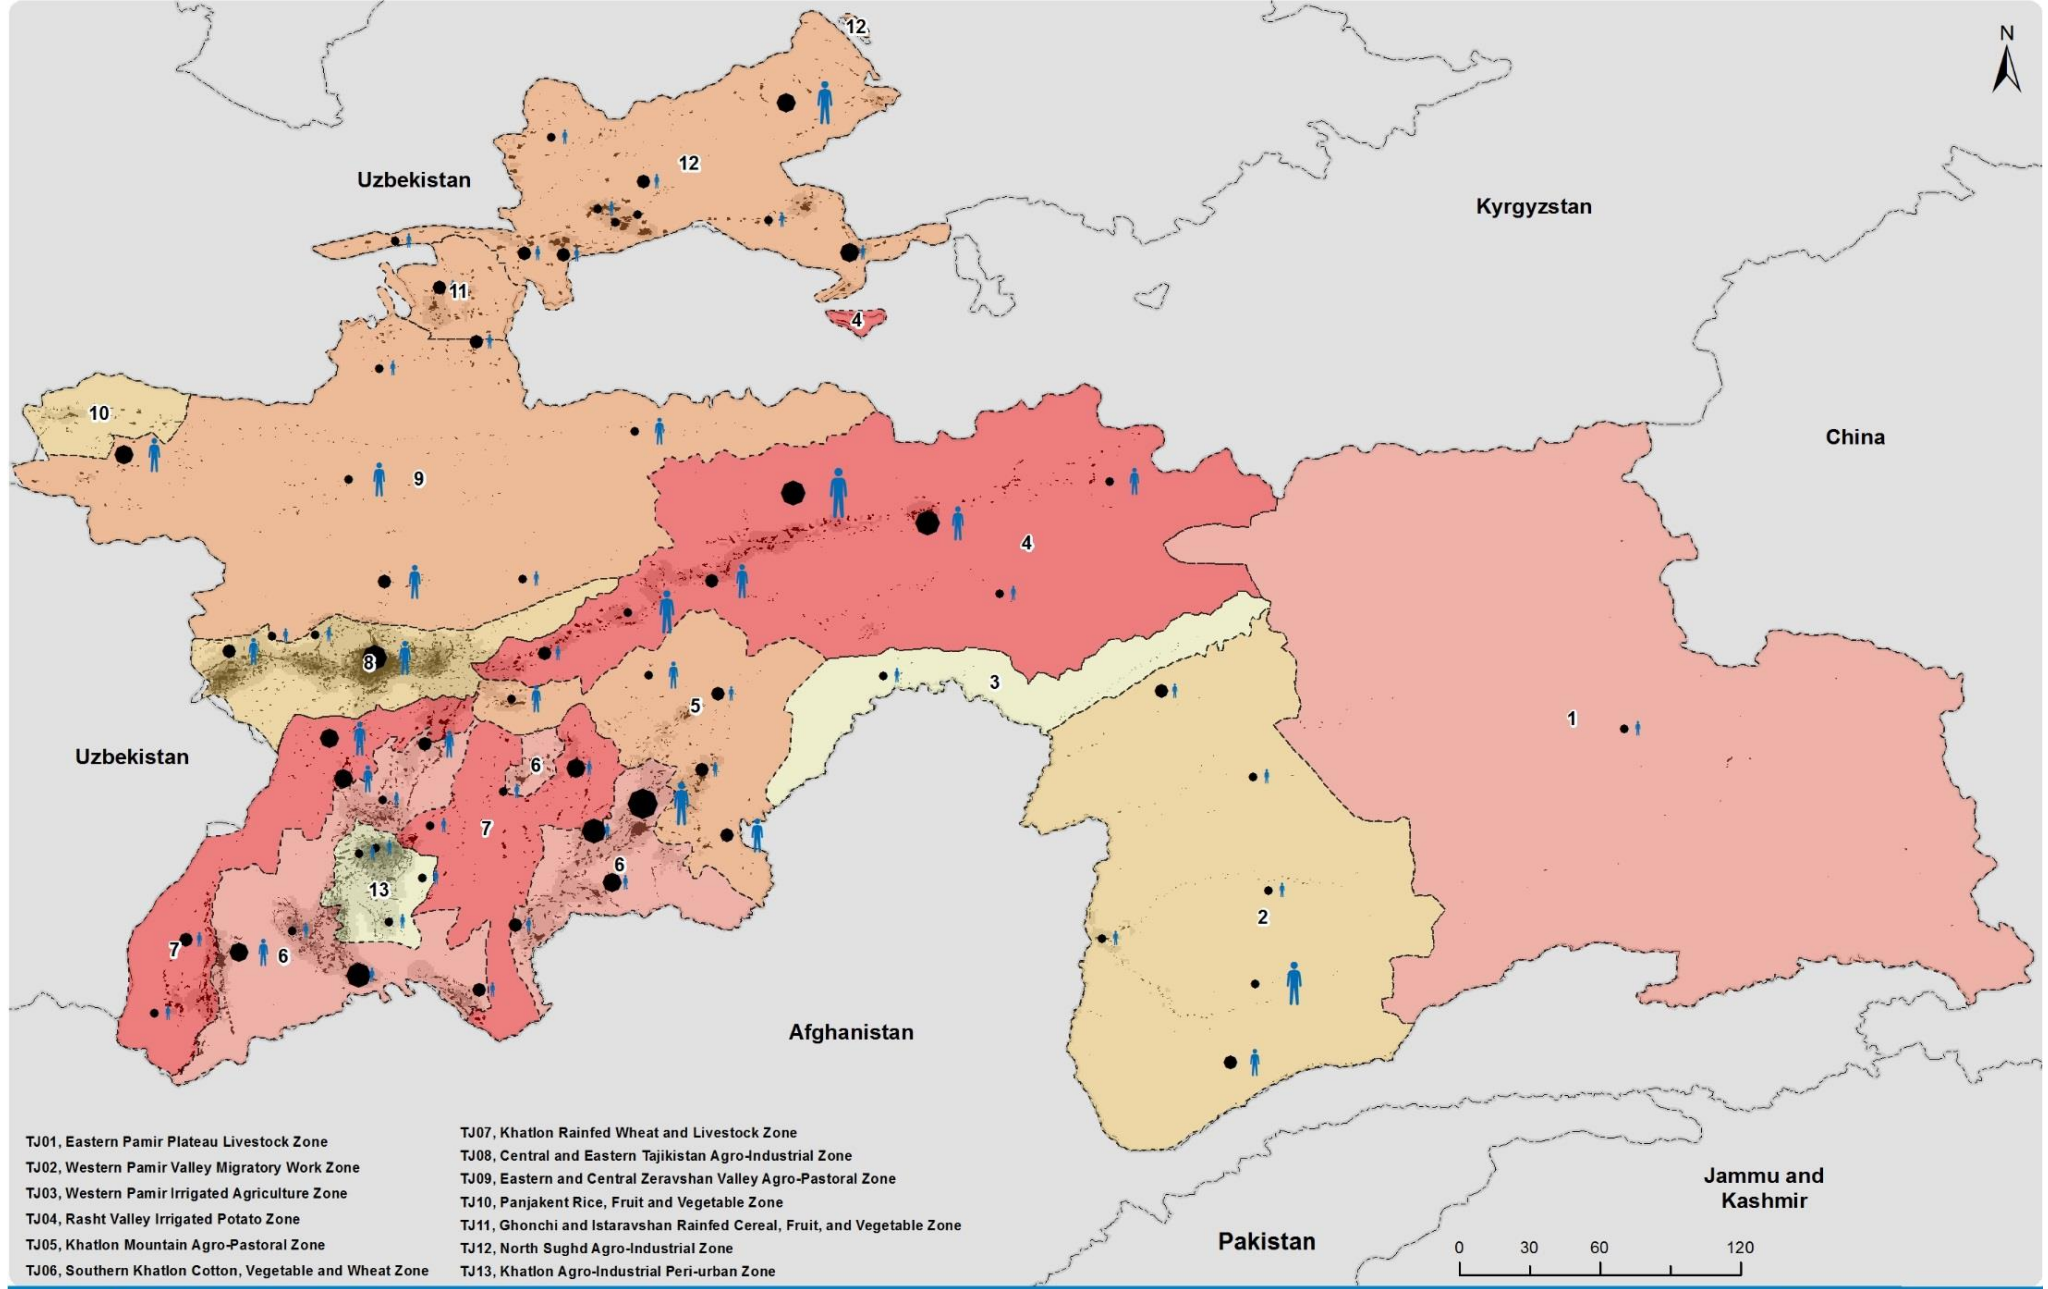 12
N
12
Uzbekistan
Kyrgyzstan
11
4
10
China
9
4
8
3
5
1
Uzbekistan
6
7
6
13
2
7
6
Afghanistan
TJ01, Eastern Pamir Plateau Livestock Zone
TJ02, Western Pamir Valley Migratory Work Zone
TJ03, Western Pamir Irrigated Agriculture Zone
TJ04, Rasht Valley Irrigated Potato Zone
TJ05, Khatlon Mountain Agro-Pastoral Zone
TJ06, Southern Khatlon Cotton, Vegetable and Wheat Zone
TJ07, Khatlon Rainfed Wheat and Livestock Zone
TJ08, Central and Eastern Tajikistan Agro-Industrial Zone
TJ09, Eastern and Central Zeravshan Valley Agro-Pastoral Zone
TJ10, Panjakent Rice, Fruit and Vegetable Zone
TJ11, Ghonchi and Istaravshan Rainfed Cereal, Fruit, and Vegetable Zone
TJ12, North Sughd Agro-Industrial Zone
TJ13, Khatlon Agro-Industrial Peri-urban Zone
Jammu and
Kashmir
Pakistan
0 30 60 120